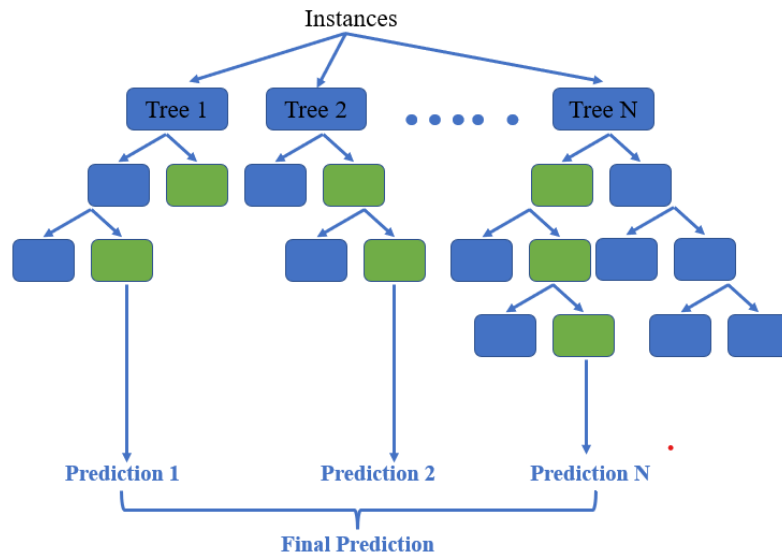 Instances
Tree 1
Tree 2
Tree N
Prediction 1
Prediction 2
Prediction N
Final Prediction